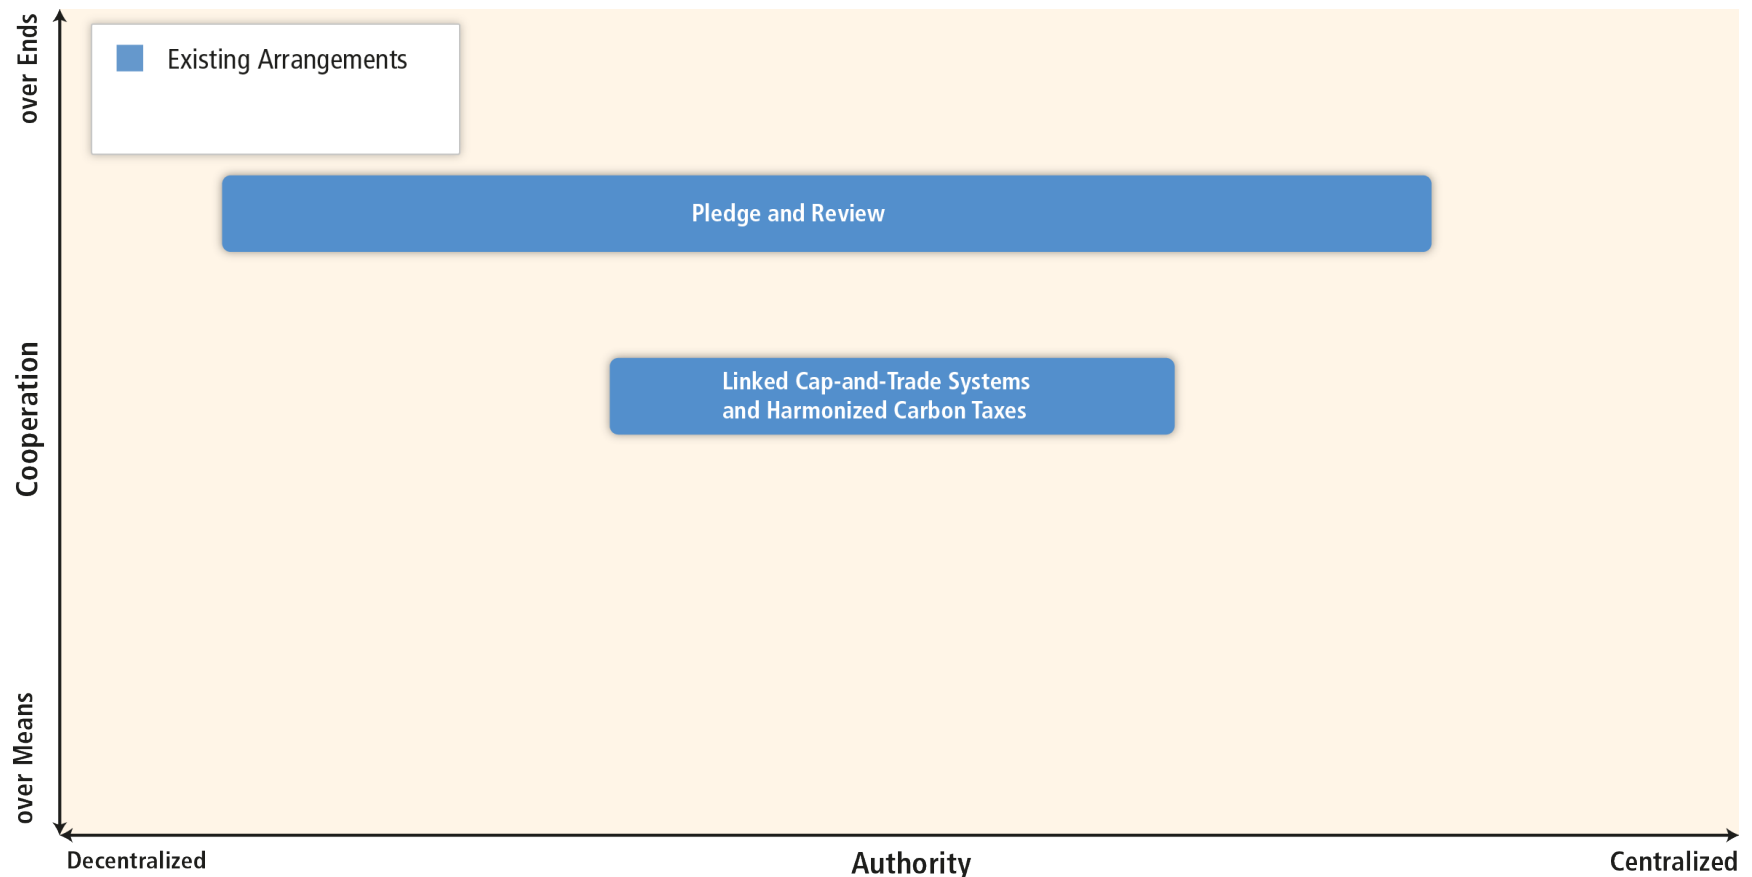 over Ends
Existing Arrangements
Pledge and Review
Cooperation
Linked Cap-and-Trade Systems
and Harmonized Carbon Taxes
over Means
Decentralized
Authority
Centralized